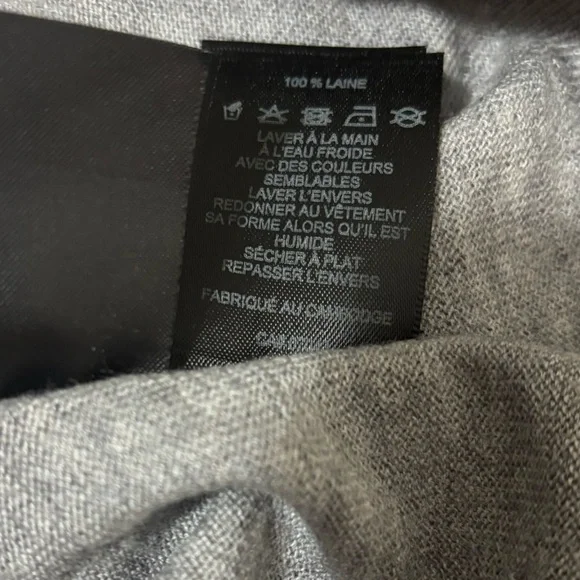 100 % LAINE
LAVER À LA MAIN
À L'EAU FROIDE
AVEC DES COULEURS
SEMBLABLES
LAVER L'ENVERS
REDONNER AU VÊTEMENT
SA FORME ALORS QU'IL EST
HUMIDE
SÉCHER À PLAT
REPASSER L'ENVERS
FABRIQUÉ AU CAMBODGE